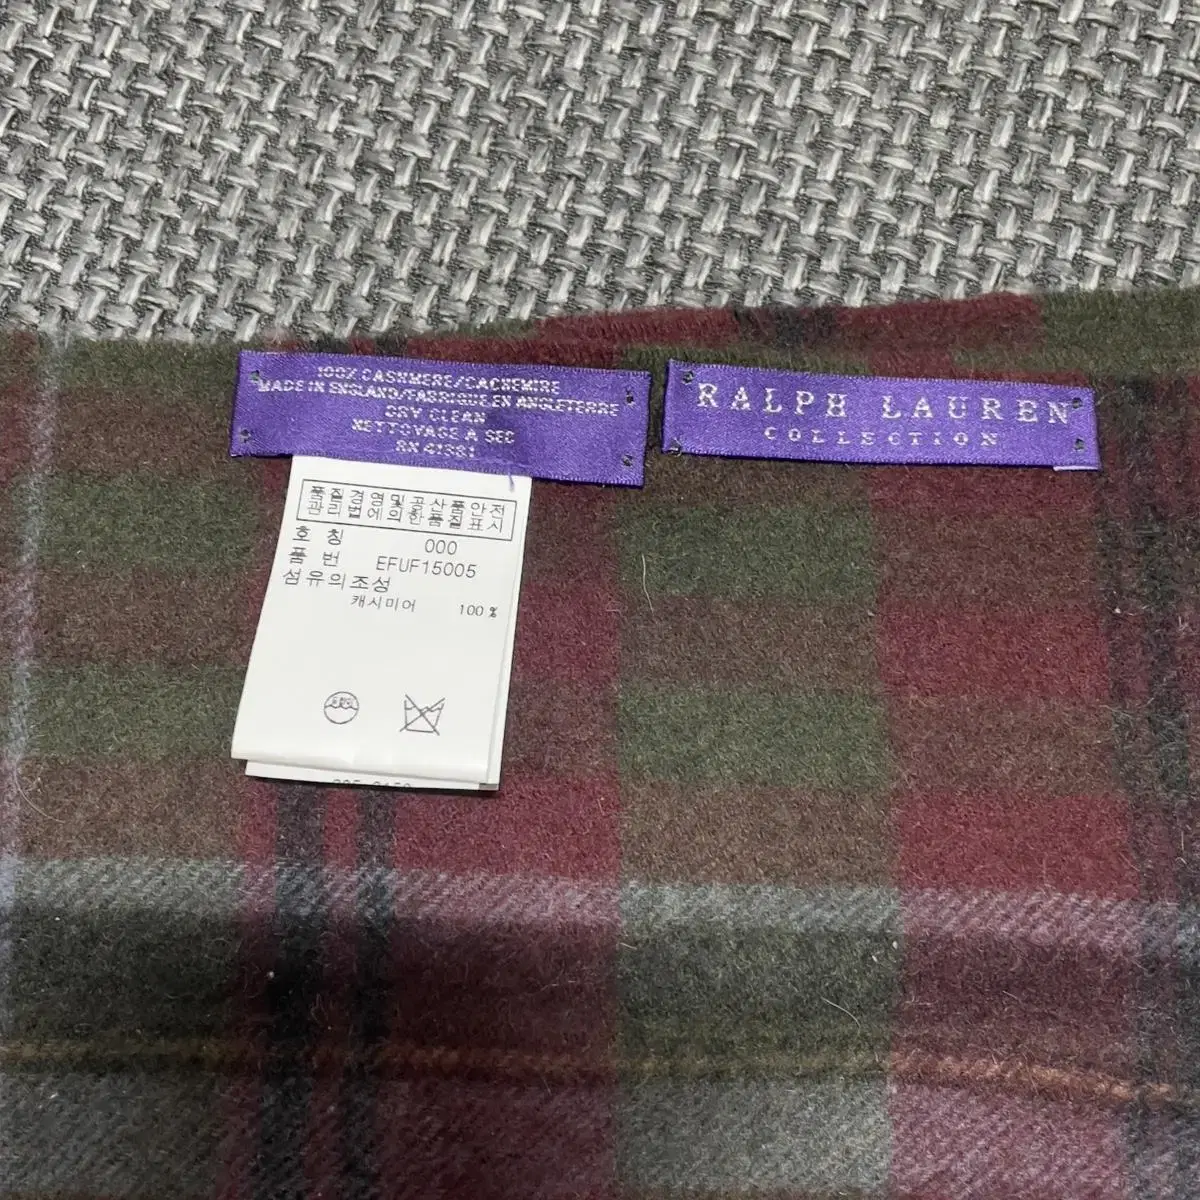 100% CASHMERE/CACHEMIRE
MADE IN ENGLAND/FABRIQUE EN ANGLETERRE
DRY CLEAN
NETTOYAGE A SEC
RN 41381
RALPH LAUREN
COLLECTION
품질경영및공산품안전
관리법에의한품질표시
호 칭 000
품 번 EFUF15005
섬유의조성
캐시미어 100%